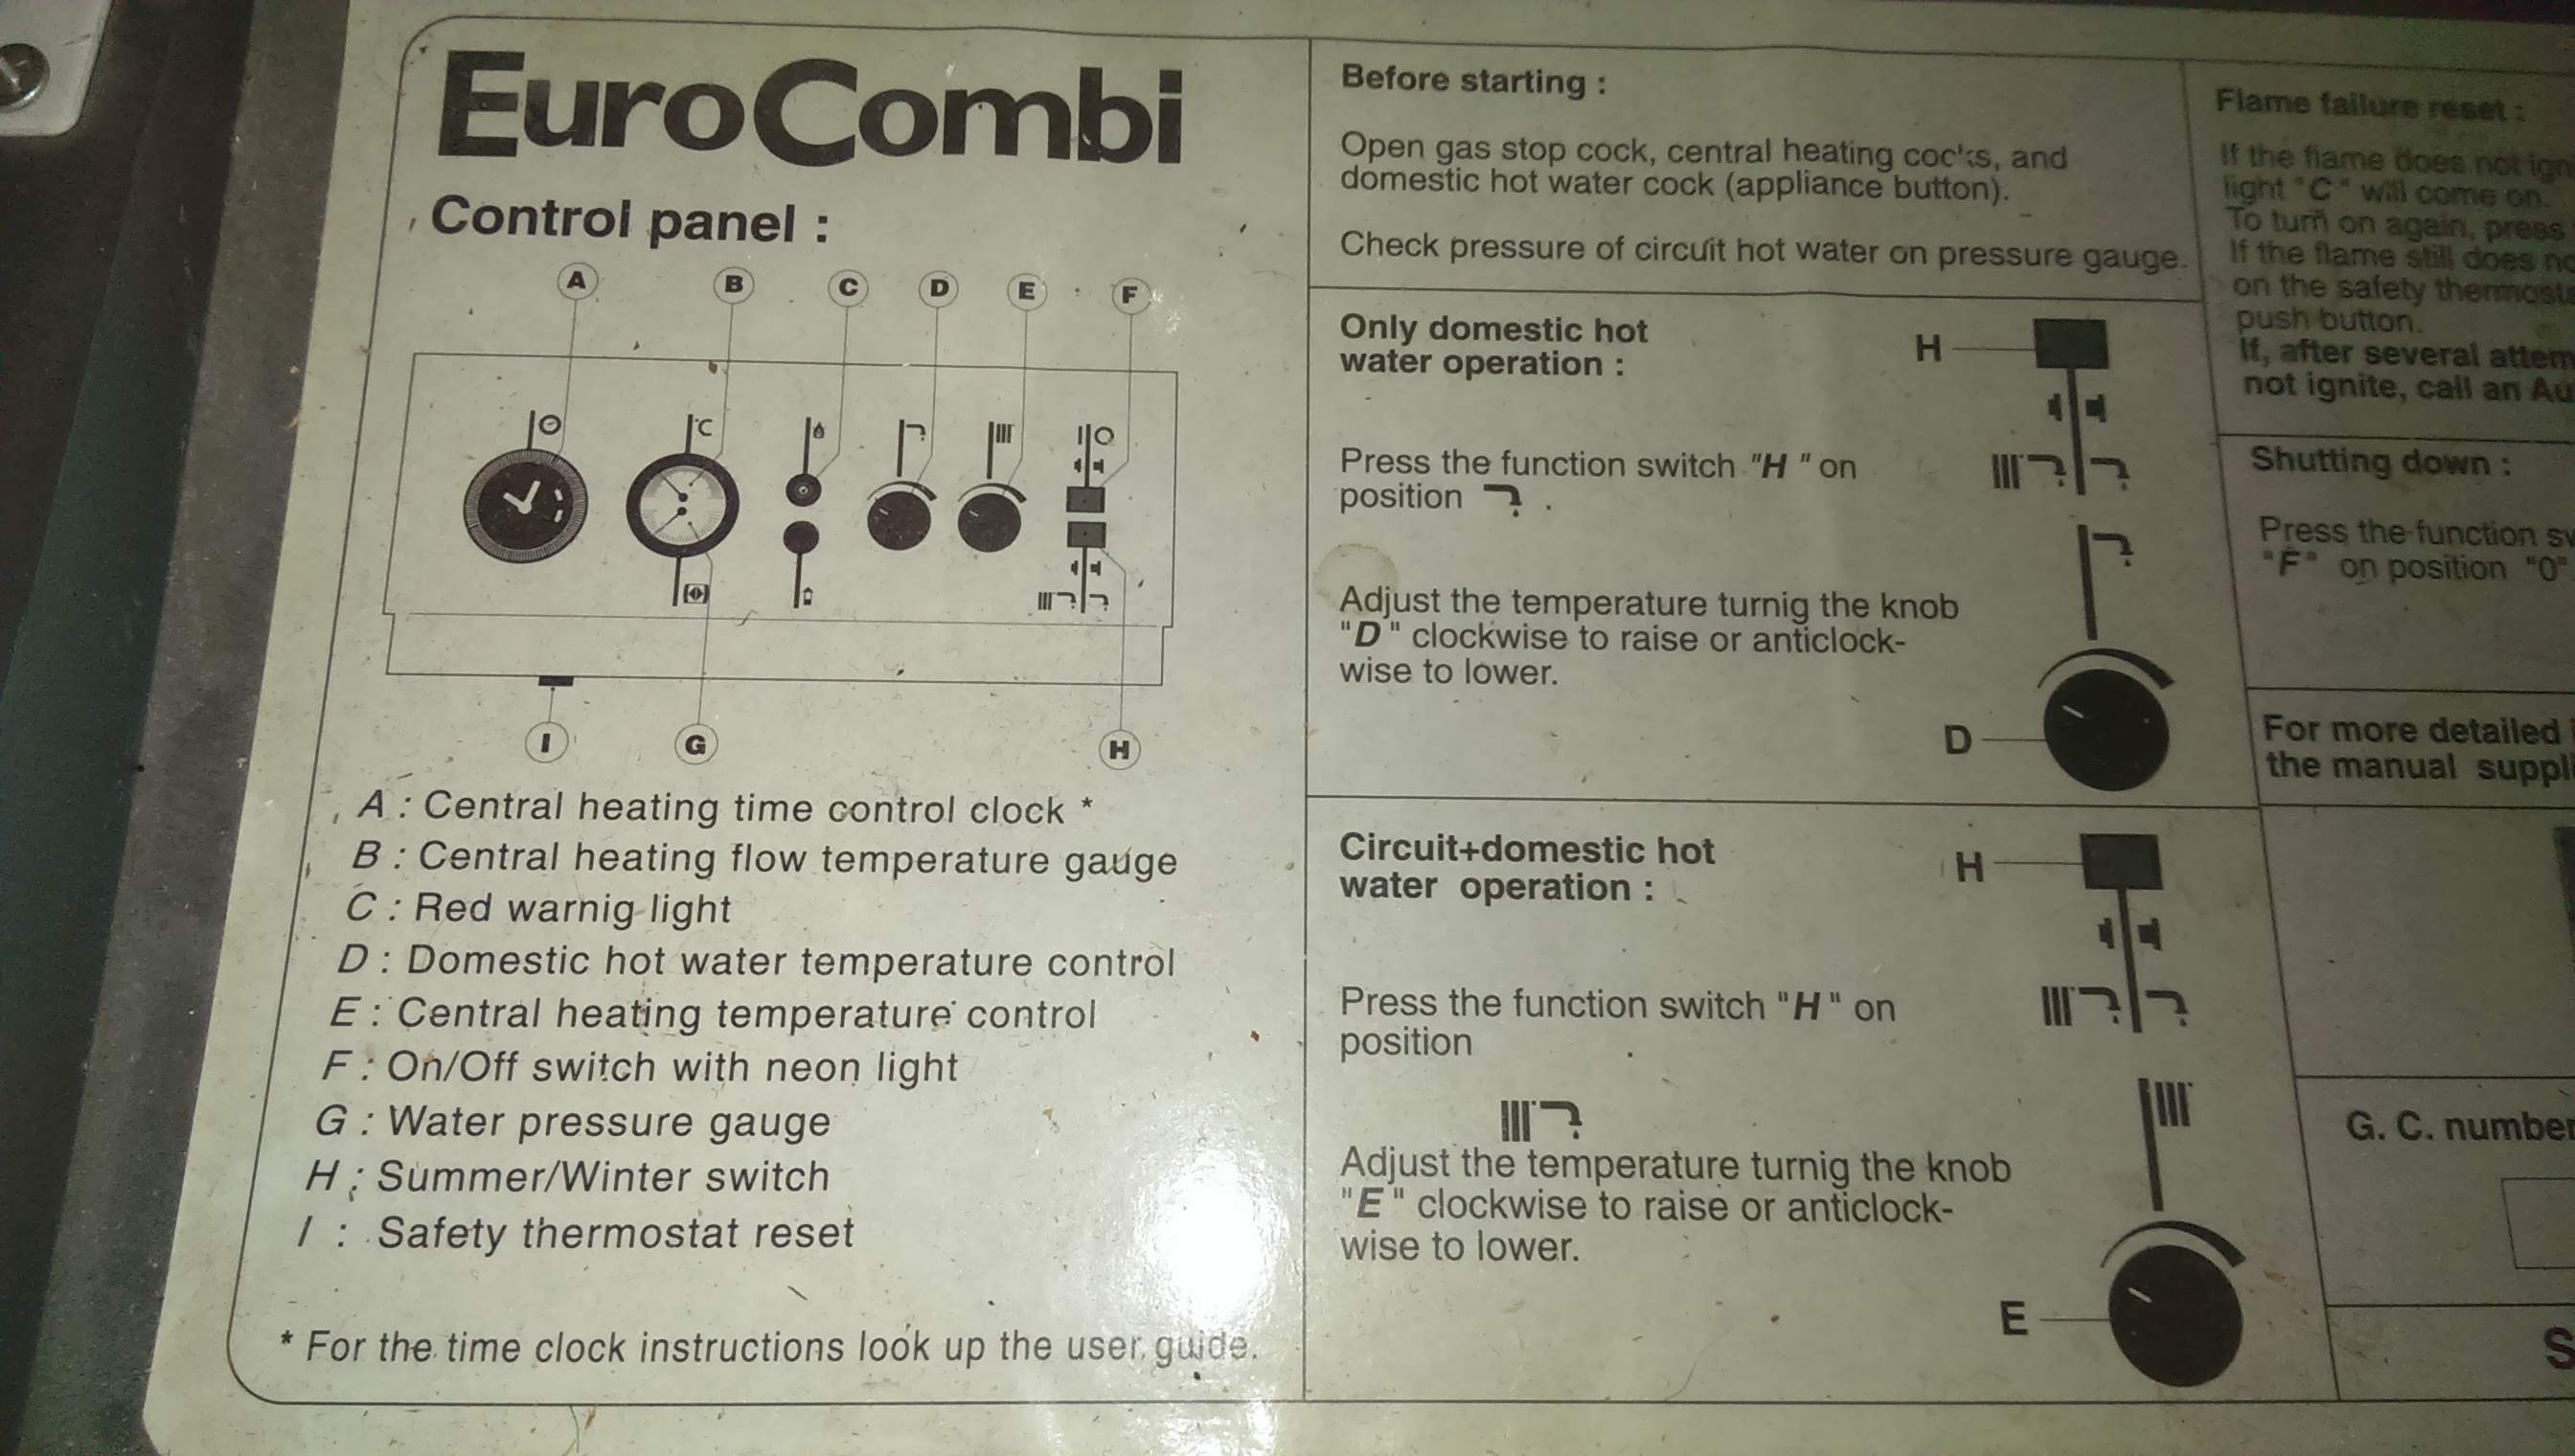 EuroCombi
Control panel :
A B C D E F
°C
I G H
A : Central heating time control clock *
B : Central heating flow temperature gauge
C : Red warnig light
D : Domestic hot water temperature control
E : Central heating temperature control
F : On/Off switch with neon light
G : Water pressure gauge
H : Summer/Winter switch
I : Safety thermostat reset
* For the time clock instructions look up the user guide.
Before starting :
Open gas stop cock, central heating cocks, and
domestic hot water cock (appliance button).
Check pressure of circuit hot water on pressure gauge.
Only domestic hot
water operation :
H
Press the function switch "H" on
position .
Adjust the temperature turnig the knob
"D" clockwise to raise or anticlock-
wise to lower.
D
Circuit+domestic hot
water operation :
H
Press the function switch "H" on
position
Adjust the temperature turnig the knob
"E" clockwise to raise or anticlock-
wise to lower.
E
Flame failure reset :
If the flame does not ign
light "C" will come on.
To turn on again, press
If the flame still does no
on the safety thermost
push button.
If, after several attem
not ignite, call an Au
Shutting down :
Press the function sw
"F" on position "0"
For more detailed
the manual suppli
G. C. number
S